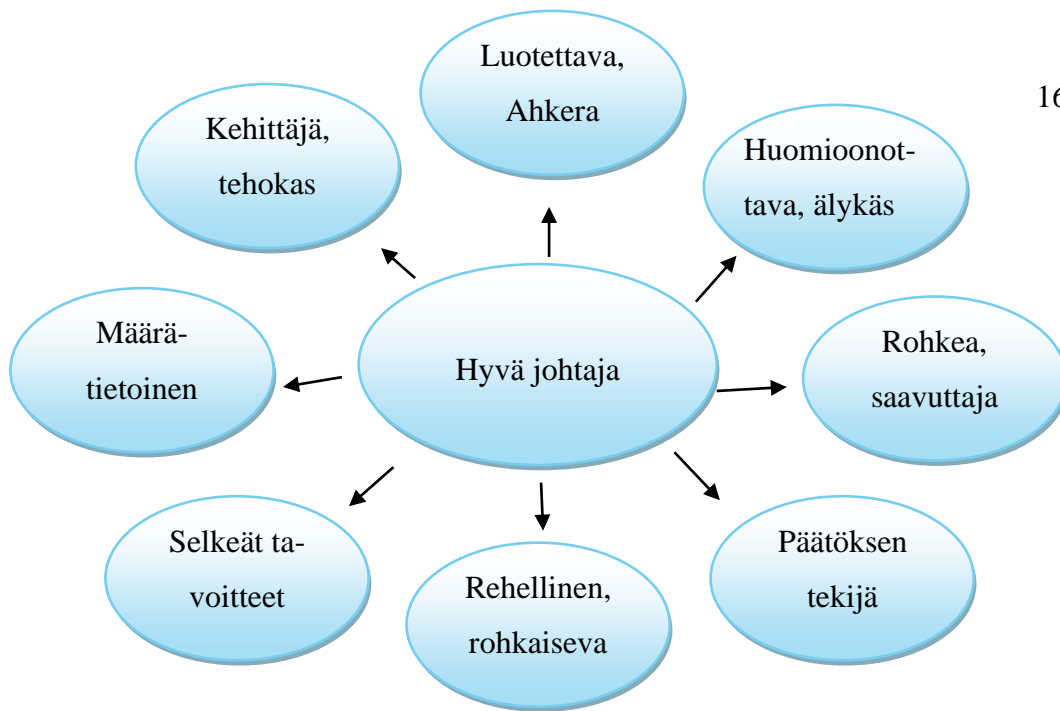 Luotettava,
Ahkera
16
Kehittäjä,
tehokas
Huomioonot-
tava, älykäs
Määrä-
tietoinen
Hyvä johtaja
Rohkea,
saavuttaja
Selkeät ta-
voitteet
Rehellinen,
rohkaiseva
Päätöksen
tekijä